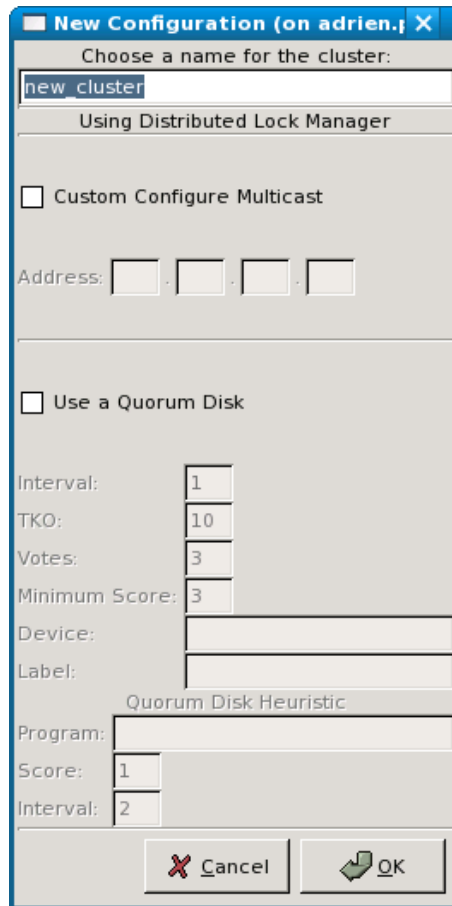 New Configuration (on adrien.p
Choose a name for the cluster:
new_cluster
Using Distributed Lock Manager
Custom Configure Multicast
Address: . . .
Use a Quorum Disk
Interval: 1
TKO: 10
Votes: 3
Minimum Score: 3
Device:
Label:
Quorum Disk Heuristic
Program:
Score: 1
Interval: 2
Cancel OK